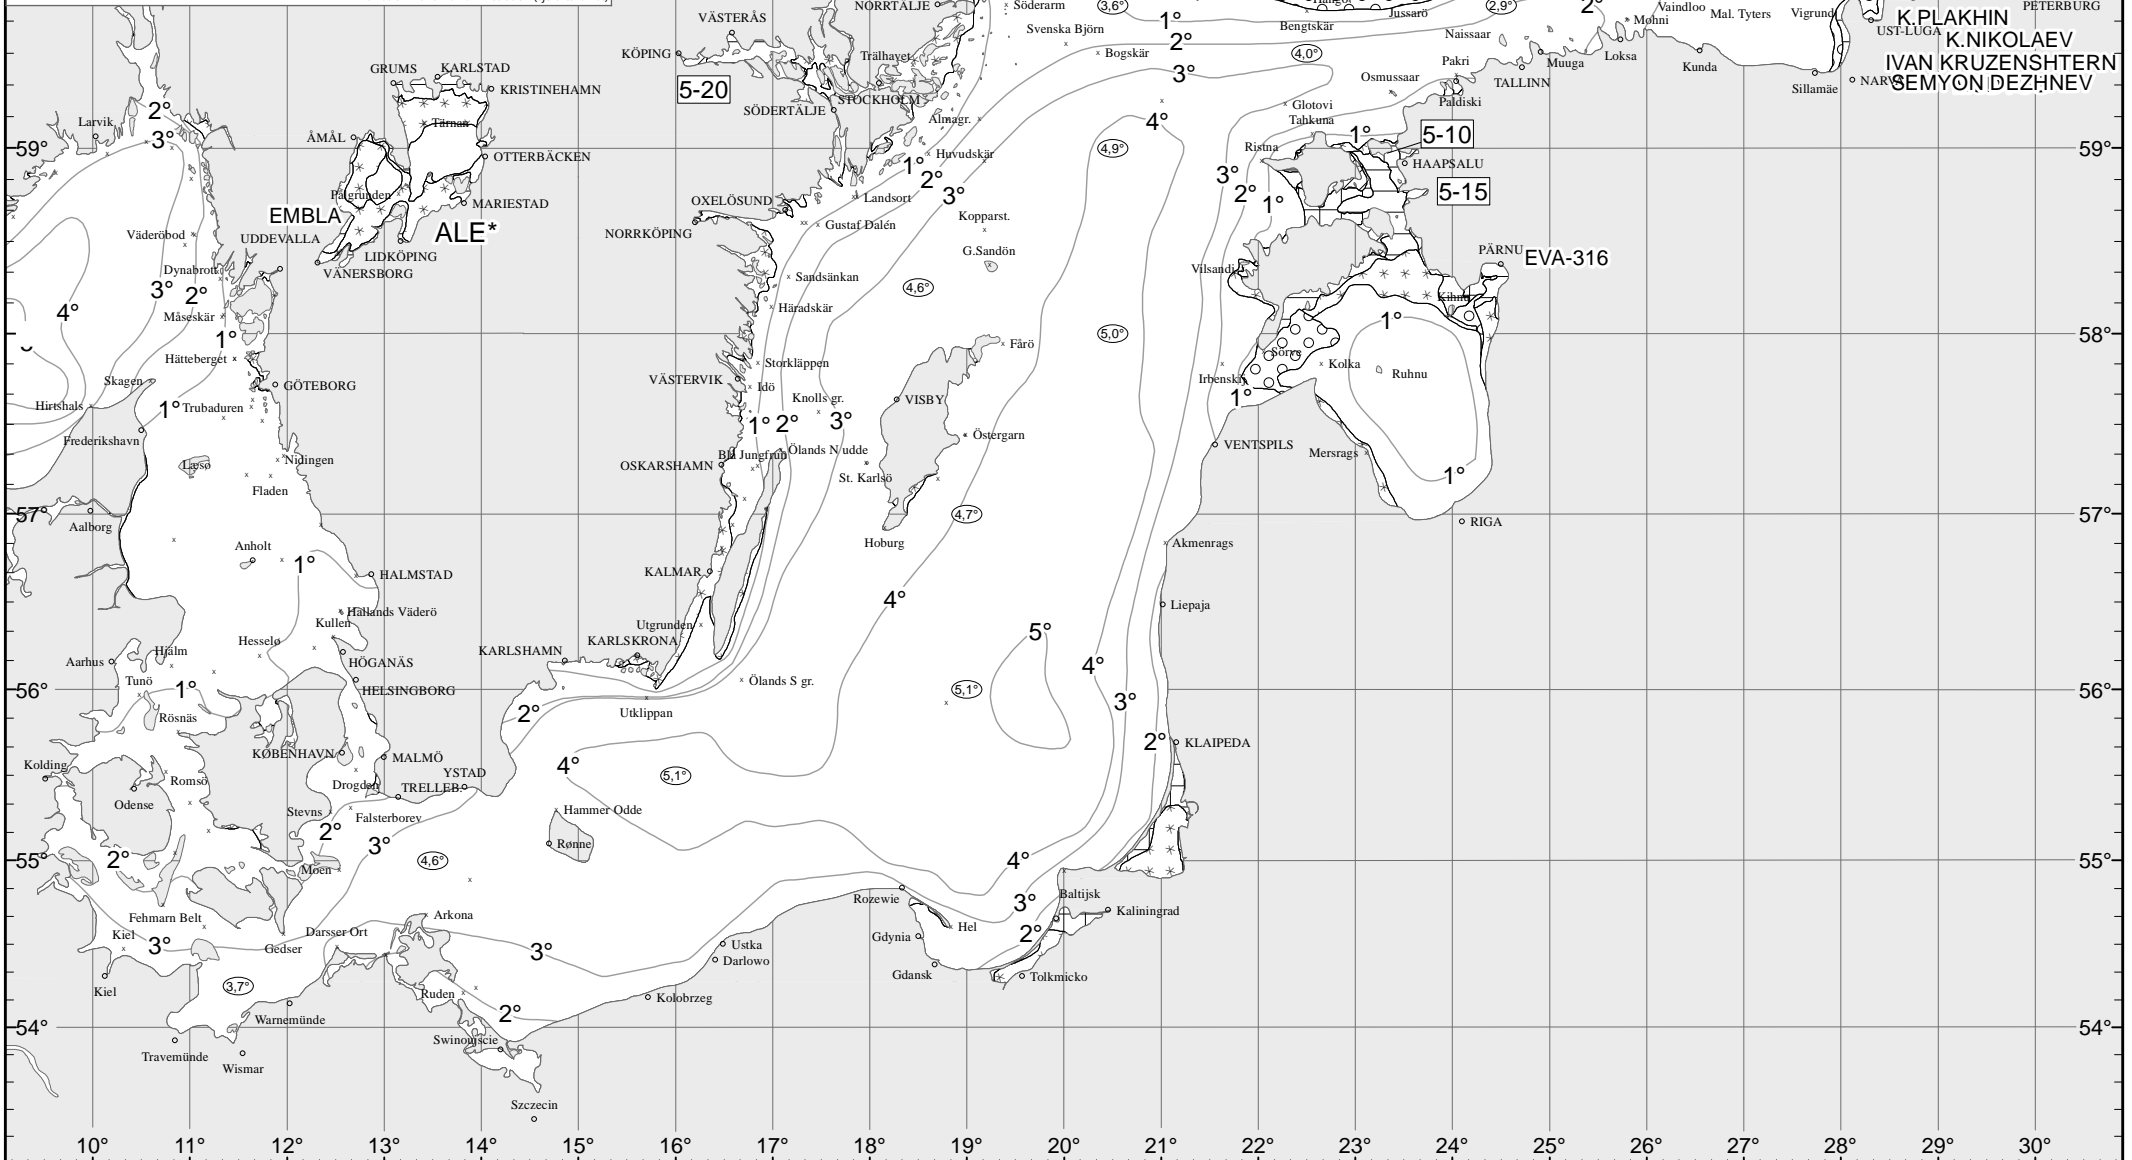 NORRTÄLJE
Söderarm
3,6°
Jussarö
2,9°
2°
Vaindloo
Mal. Tyters
Vigrund
PETERBURG
VÄSTERÅS
Svenska Björn
1°
Bengtskär
Mohni
K.PLAKHIN
UST-LUGA
KÖPING
Trälhavet
Bogskär
2°
4,0°
Naissaar
Loksa
K.NIKOLAEV
GRUMS
KARLSTAD
3°
Osmussaar
Pakri
TALLINN
Muuga
Kunda
IVAN KRUZENSHTERN
KRISTINEHAMN
5-20
STOCKHOLM
Sillamäe
SEMYON DEZHNEV
2°
Larvik
Tärnan
SÖDERTÄLJE
Almagr.
4°
Glotovi
Tahkuna
Paldiski
3°
ÅMÅL
1°
5-10
59°
OTTERBÄCKEN
Huvudskär
4,9°
Ristna
HAAPSALU
59°
1°
2°
3°
3°
Pålgrunden
MARIESTAD
OXELÖSUND
Landsort
2°
1°
5-15
EMBLA
ALE*
NORRKÖPING
Gustaf Dalén
Kopparst.
Väderöbod
UDDEVALLA
LIDKÖPING
G.Sandön
PÄRNU
EVA-316
Dynabrott
VÄNERSBORG
Sandsänkan
Vilsandi
3°
2°
4,6°
Kihnu
4°
Måseskär
Häradskär
1°
1°
5,0°
58°
58°
Hätteberget
Storkläppen
Fårö
Sörve
Kolka
Ruhnu
Skagen
GÖTEBORG
VÄSTERVIK
Idö
Irbenskij
Hirtshals
1°
Trubaduren
Knolls gr.
VISBY
1°
Frederikshavn
1°
2°
3°
Östergarn
VENTSPILS
Læsø
Nidingen
OSKARSHAMN
Blå Jungfrun
Ölands N udde
St. Karlsö
Mersrags
1°
Fladen
57°
Aalborg
4,7°
RIGA
57°
Anholt
Hoburg
Akmenrags
1°
HALMSTAD
KALMAR
4°
Hallands Väderö
Liepaja
Kullen
Utgrunden
5°
Hesselø
KARLSKRONA
Aarhus
Hjälm
HÖGANÄS
KARLSHAMN
4°
Tunö
1°
HELSINGBORG
Ölands S gr.
5,1°
56°
56°
3°
Rösnäs
2°
Utklippan
KØBENHAVN
MALMÖ
2°
KLAIPEDA
Kolding
YSTAD
4°
5,1°
Romsö
Drogden
TRELLEB.
Odense
Stevns
Falsterborev
Hammer Odde
2°
3°
Rønne
2°
4,6°
4°
55°
55°
Moen
Rozewie
3°
Baltijsk
Kaliningrad
Fehmarn Belt
Arkona
Hel
Kiel
3°
Gedser
Darsser Ort
3°
Ustka
Gdynia
2°
Darlowo
Gdansk
Tolkmicko
3,7°
Kiel
Ruden
Kolobrzeg
Warnemünde
2°
54°
54°
Travemünde
Swinoujscie
Wismar
Szczecin
10° 11° 12° 13° 14° 15° 16° 17° 18° 19° 20° 21° 22° 23° 24° 25° 26° 27° 28° 29° 30°